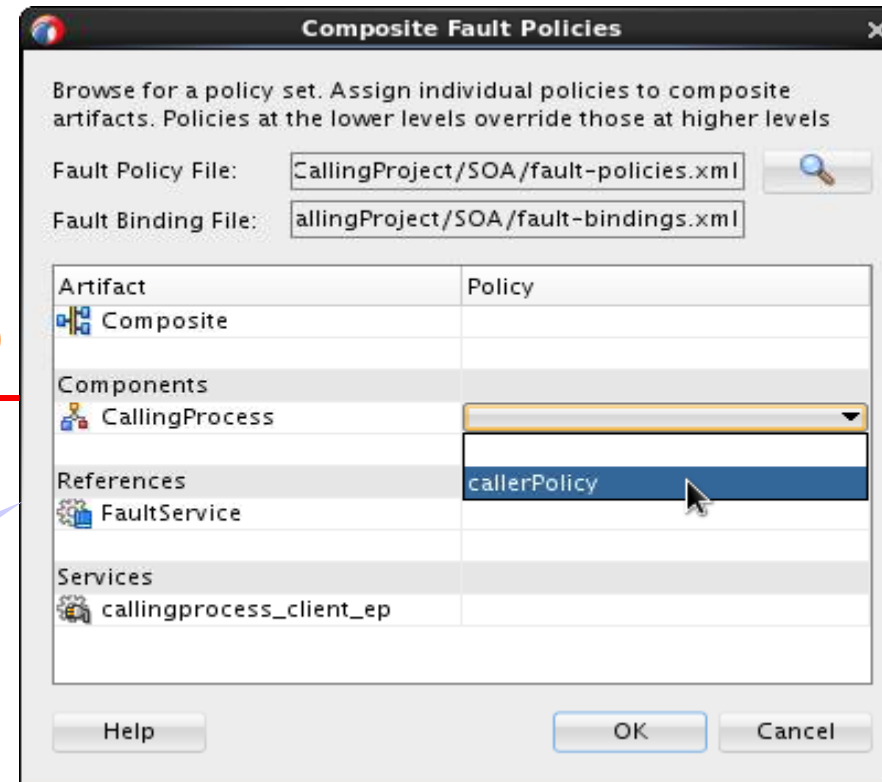 Composite Fault Policies
Browse for a policy set. Assign individual policies to composite
artifacts. Policies at the lower levels override those at higher levels
Fault Policy File: CallingProject/SOA/fault-policies.xml
Fault Binding File: allingProject/SOA/fault-bindings.xml
Artifact Policy
Composite
Components
CallingProcess
References callerPolicy
FaultService
Services
callingprocess_client_ep
Help OK Cancel